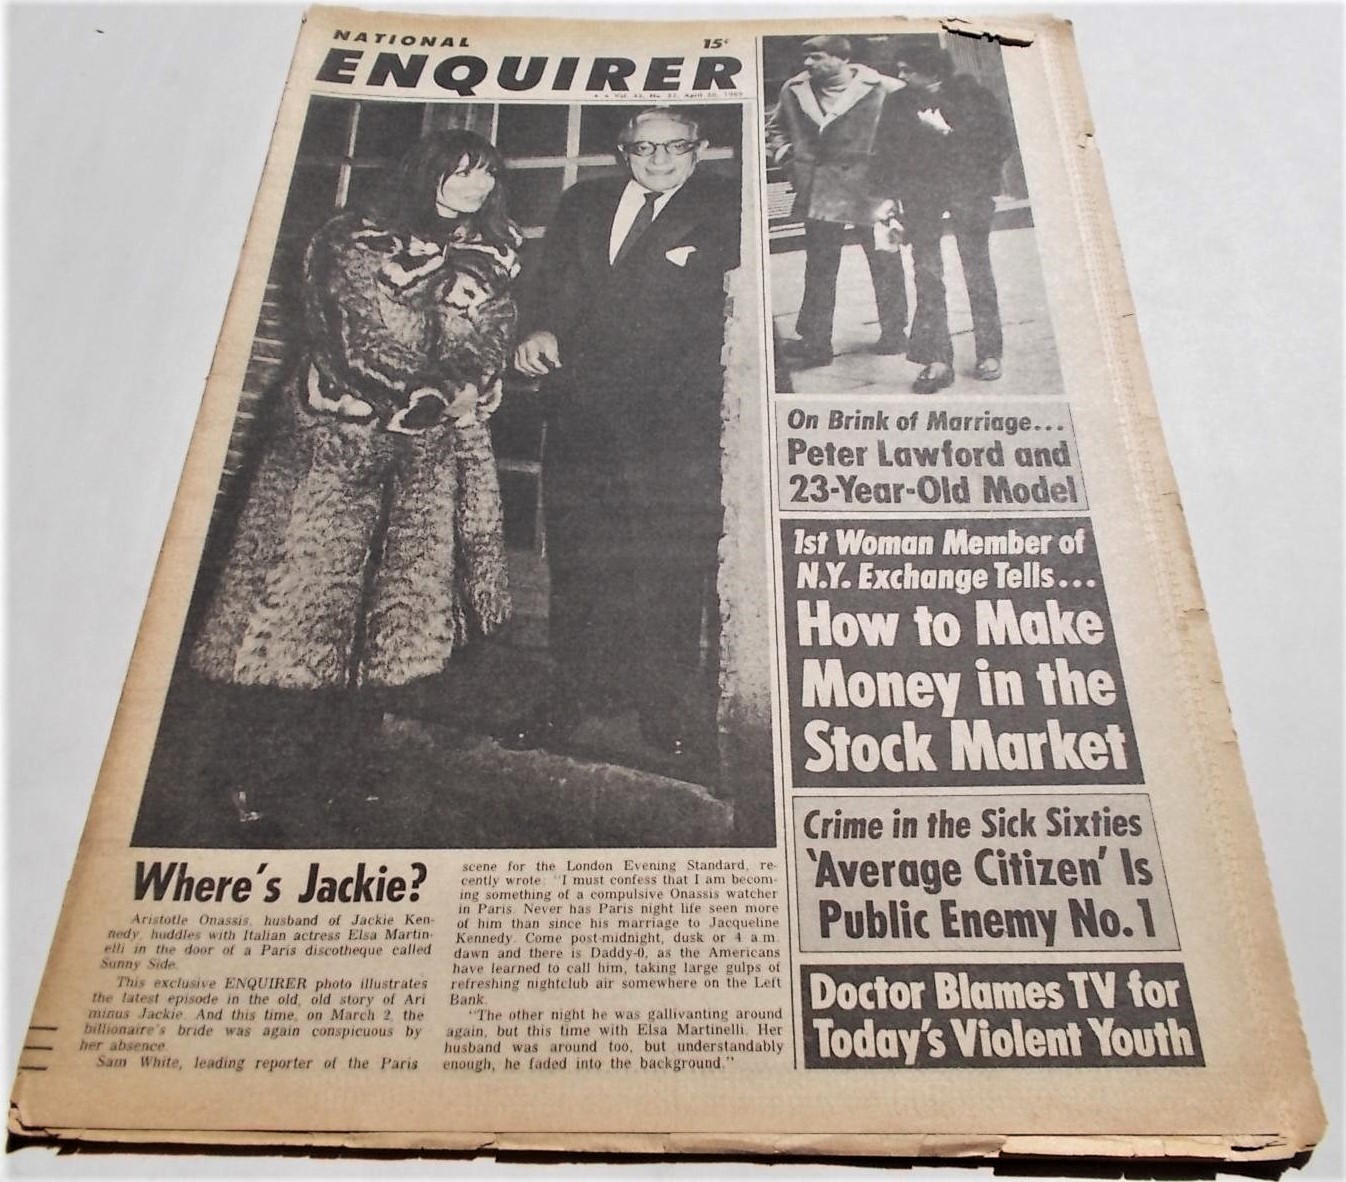 NATIONAL
15¢
ENQUIRER
Vol. 43, No. 33, April 20, 1969
On Brink of Marriage...
Peter Lawford and
23-Year-Old Model
1st Woman Member of
N.Y. Exchange Tells...
How to Make
Money in the
Stock Market
Crime in the Sick Sixties
'Average Citizen' Is
Public Enemy No. 1
Doctor Blames TV for
Today's Violent Youth
Where's Jackie?
Aristotle Onassis, husband of Jackie Ken-
nedy, huddles with Italian actress Elsa Martin-
elli in the door of a Paris discotheque called
Sunny Side.
This exclusive ENQUIRER photo illustrates
the latest episode in the old, old story of Ari
minus Jackie. And this time, on March 2, the
billionaire's bride was again conspicuous by
her absence.
Sam White, leading reporter of the Paris
scene for the London Evening Standard, re-
cently wrote: "I must confess that I am becom-
ing something of a compulsive Onassis watcher
in Paris. Never has Paris night life seen more
of him than since his marriage to Jacqueline
Kennedy. Come post-midnight, dusk or 4 a.m.
dawn and there is Daddy-O, as the Americans
have learned to call him, taking large gulps of
refreshing nightclub air somewhere on the Left
Bank.
"The other night he was gallivanting around
again, but this time with Elsa Martinelli. Her
husband was around too, but understandably
enough, he faded into the background."